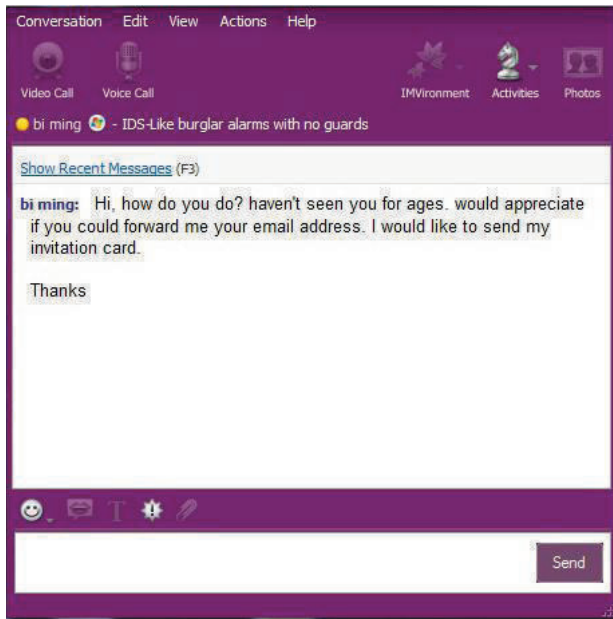 Conversation Edit View Actions Help
Video Call Voice Call IMVironment Activities Photos
bi ming - IDS-Like burglar alarms with no guards
Show Recent Messages (F3)
bi ming: Hi, how do you do? haven't seen you for ages. would appreciate
if you could forward me your email address. I would like to send my
invitation card.
Thanks
T
Send